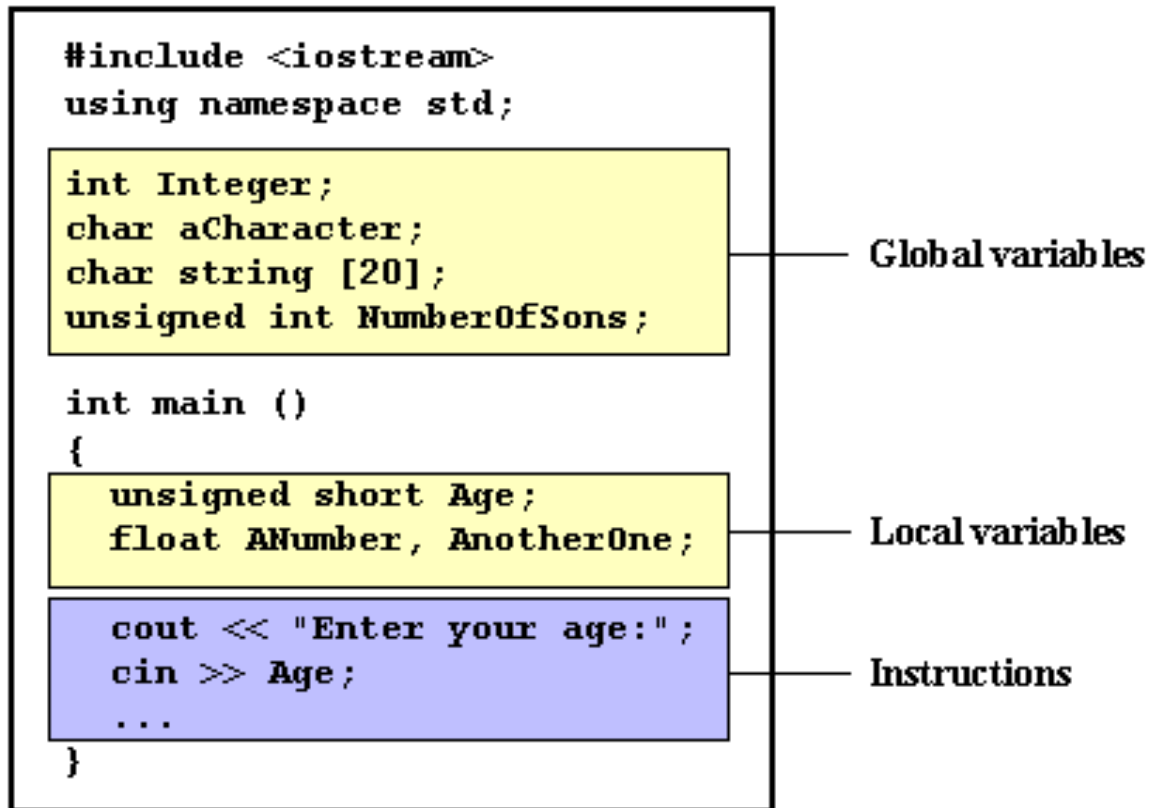 #include <iostream>
using namespace std;
int Integer;
char aCharacter;
char string [20];
unsigned int NumberOfSons;
Global variables
int main ()
{
unsigned short Age;
float ANumber, AnotherOne;
Local variables
cout << "Enter your age:";
cin >> Age;
...
Instructions
}